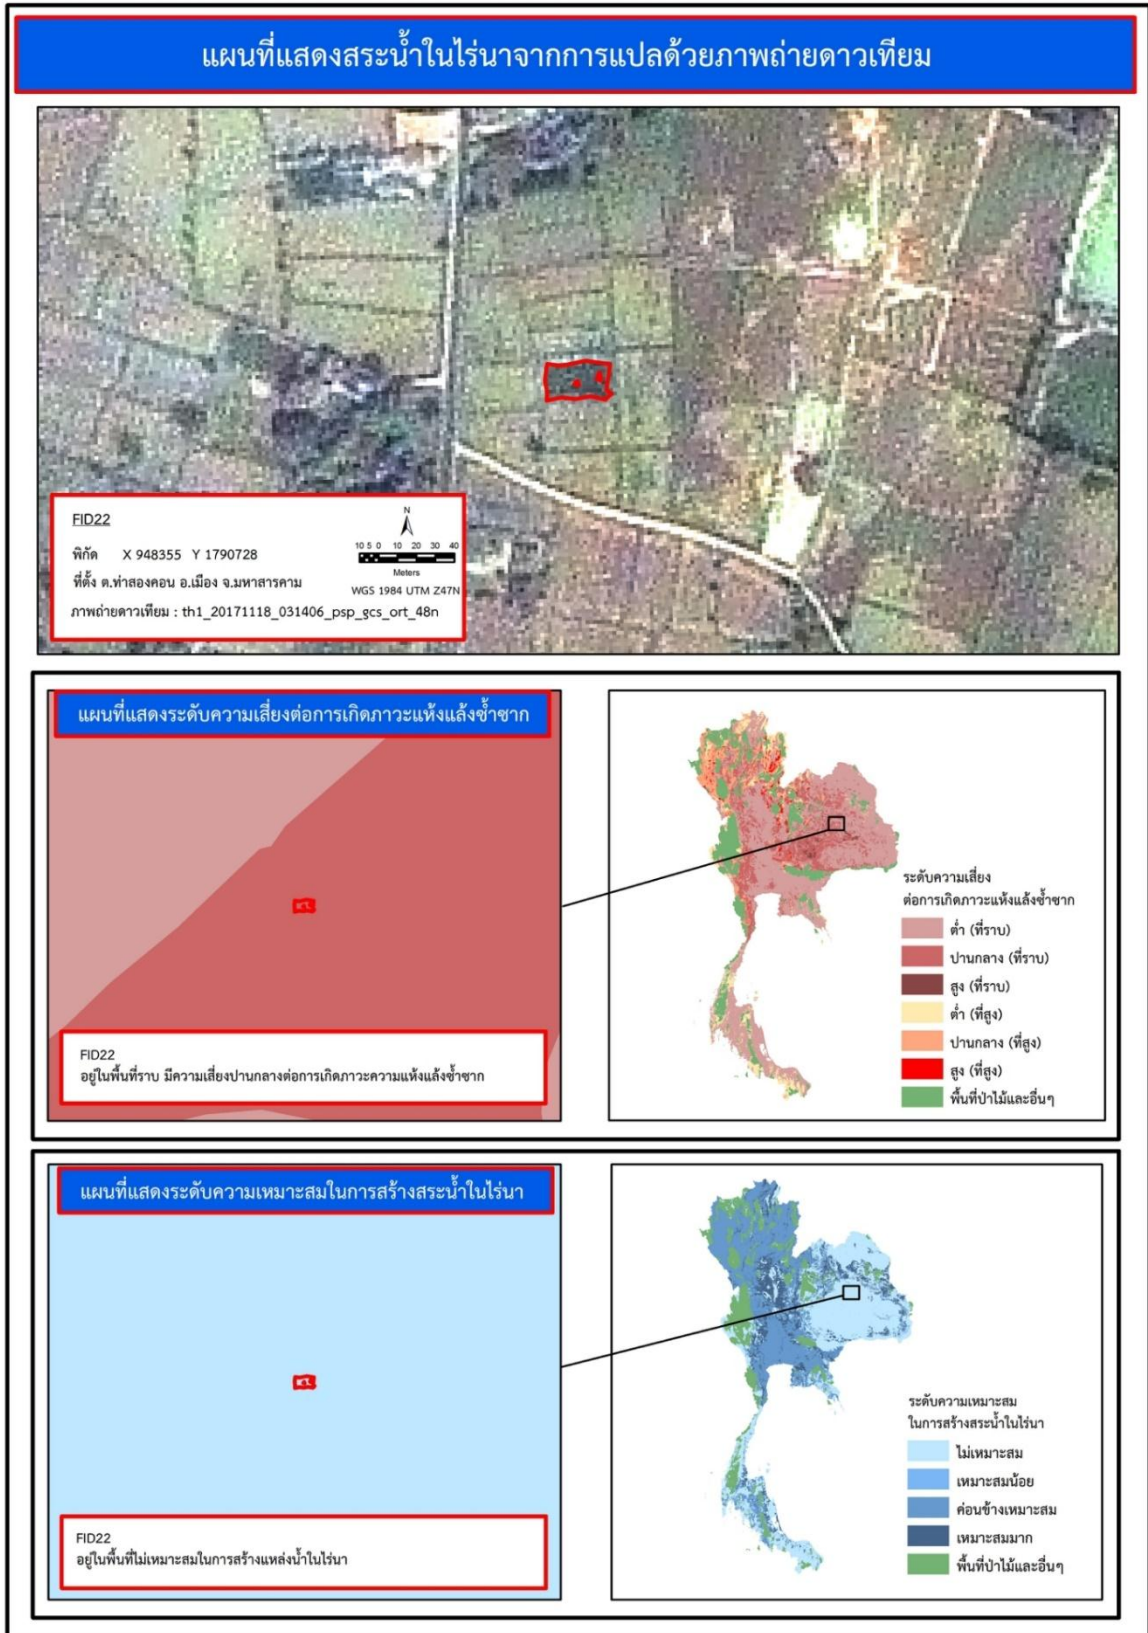 แผนที่แสดงสระน้ำในไร่นาจากการแปลด้วยภาพถ่ายดาวเทียม
FID22
พิกัด X 948355 Y 1790728
ที่ตั้ง ต.ท่าสองคอน อ.เมือง จ.มหาสารคาม
ภาพถ่ายดาวเทียม : th1_20171118_031406_psp_gcs_ort_48n
N
10 5 0 10 20 30 40
Meters
WGS 1984 UTM Z47N
แผนที่แสดงระดับความเสี่ยงต่อการเกิดภาวะแห้งแล้งซ้ำซาก
FID22
อยู่ในพื้นที่ราบ มีความเสี่ยงปานกลางต่อการเกิดภาวะความแห้งแล้งซ้ำซาก
ระดับความเสี่ยง
ต่อการเกิดภาวะแห้งแล้งซ้ำซาก
ต่ำ (ที่ราบ)
ปานกลาง (ที่ราบ)
สูง (ที่ราบ)
ต่ำ (ที่สูง)
ปานกลาง (ที่สูง)
สูง (ที่สูง)
พื้นที่ป่าไม้และอื่นๆ
แผนที่แสดงระดับความเหมาะสมในการสร้างสระน้ำในไร่นา
FID22
อยู่ในพื้นที่ไม่เหมาะสมในการสร้างแหล่งน้ำในไร่นา
ระดับความเหมาะสม
ในการสร้างสระน้ำในไร่นา
ไม่เหมาะสม
เหมาะสมน้อย
ค่อนข้างเหมาะสม
เหมาะสมมาก
พื้นที่ป่าไม้และอื่นๆ